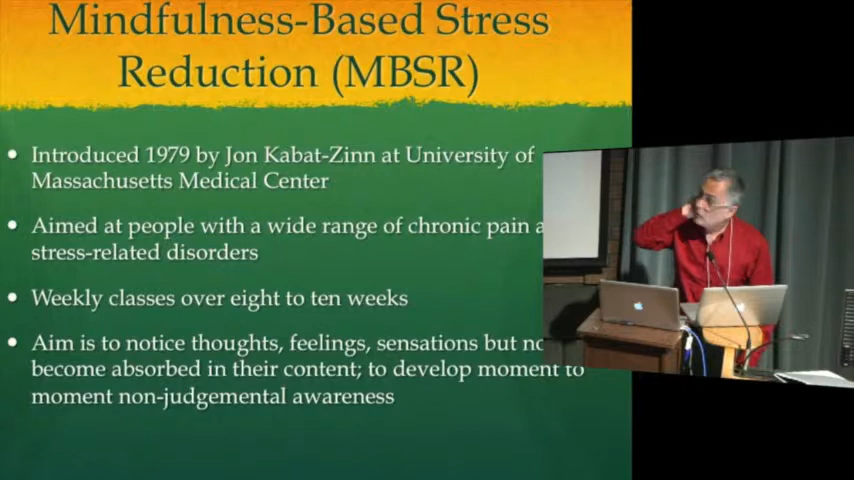 Mindfulness-Based Stress
Reduction (MBSR)
• Introduced 1979 by Jon Kabat-Zinn at University of
Massachusetts Medical Center
• Aimed at people with a wide range of chronic pain
stress-related disorders
• Weekly classes over eight to ten weeks
• Aim is to notice thoughts, feelings, sensations but
become absorbed in their content; to develop moment to
moment non-judgemental awareness